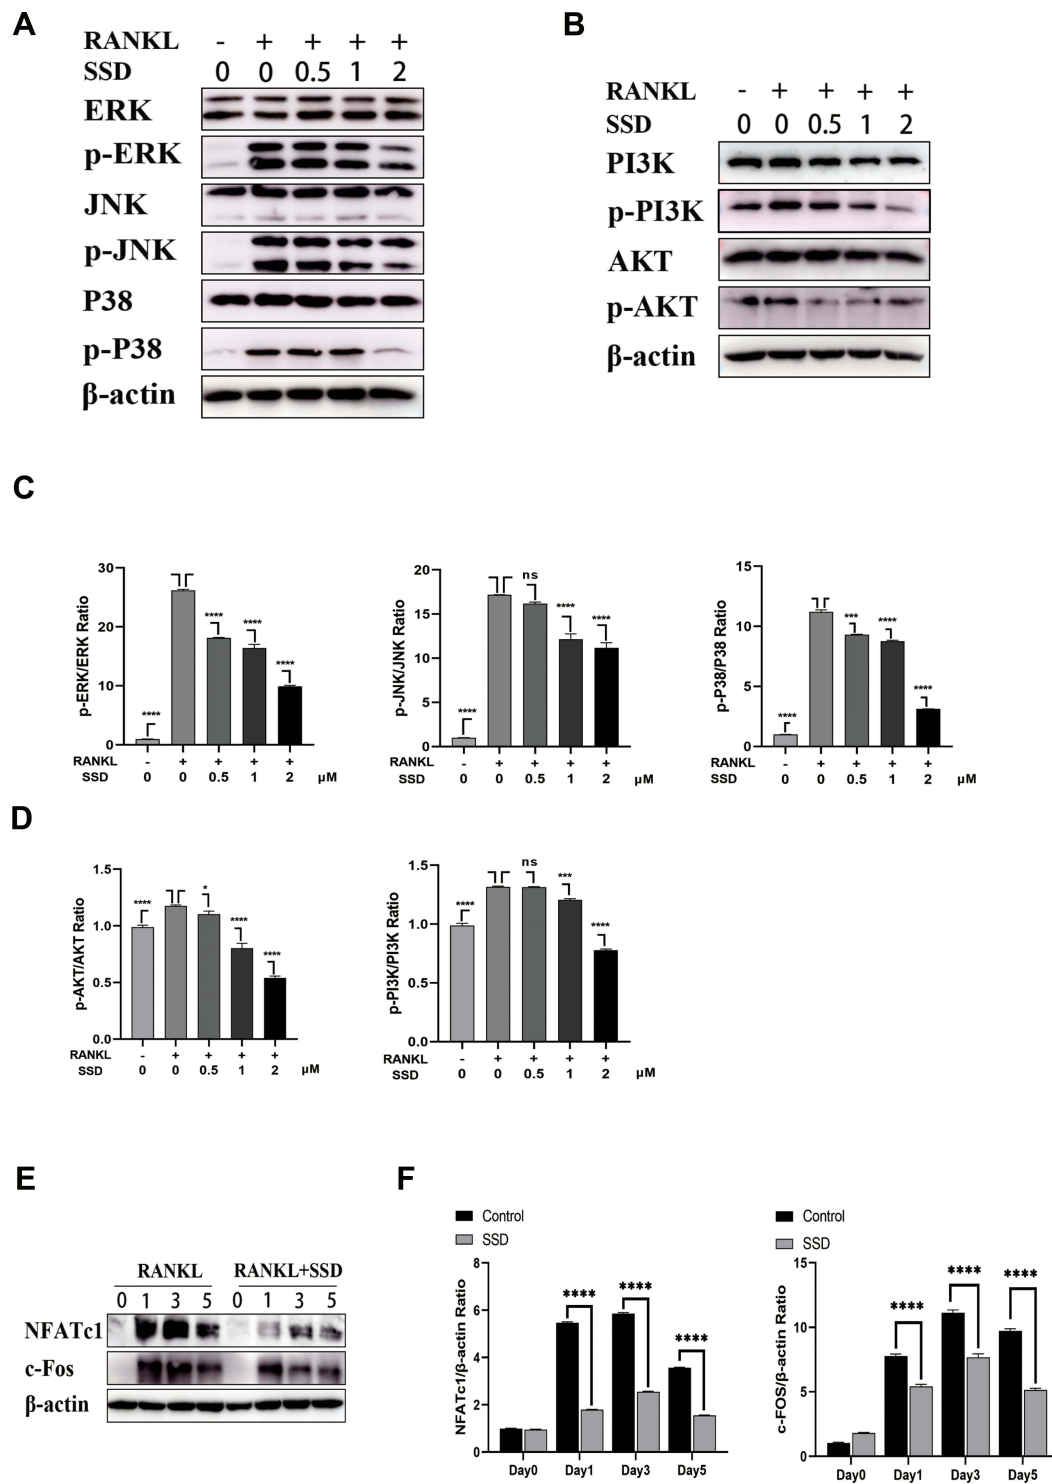 A
RANKL - + + + +
SSD 0 0 0.5 1 2
ERK
p-ERK
JNK
p-JNK
P38
p-P38
β-actin
B
RANKL - + + + +
SSD 0 0 0.5 1 2
PI3K
p-PI3K
AKT
p-AKT
β-actin
C
p-ERK/ERK Ratio
30
20
10
0
****
****
****
****
RANKL - + + + +
SSD 0 0 0.5 1 2 μM
p-JNK/JNK Ratio
20
15
10
5
0
****
ns
****
****
RANKL - + + + +
SSD 0 0 0.5 1 2 μM
p-P38/P38 Ratio
15
10
5
0
****
***
****
****
RANKL - + + + +
SSD 0 0 0.5 1 2 μM
D
p-AKT/AKT Ratio
1.5
1.0
0.5
0.0
****
*
****
****
RANKL - + + + +
SSD 0 0 0.5 1 2 μM
p-PI3K/PI3K Ratio
1.5
1.0
0.5
0.0
****
ns
***
****
RANKL - + + + +
SSD 0 0 0.5 1 2 μM
E
RANKL RANKL+SSD
0 1 3 5 0 1 3 5
NFATc1
c-Fos
β-actin
F
Control
SSD
NFATc1/β-actin Ratio
8
6
4
2
0
****
****
****
Day0 Day1 Day3 Day5
Control
SSD
c-FOS/β-actin Ratio
15
10
5
0
****
****
****
Day0 Day1 Day3 Day5